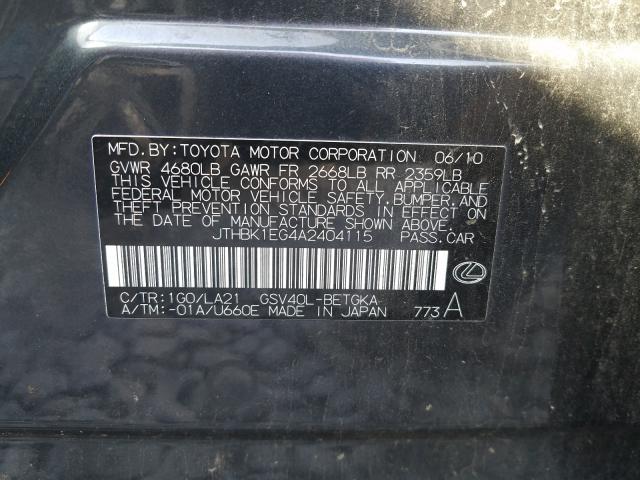 MFD. BY: TOYOTA MOTOR CORPORATION 06/10
GVWR 4680LB GAWR FR 2668LB RR 2359LB
THIS VEHICLE CONFORMS TO ALL APPLICABLE
FEDERAL MOTOR VEHICLE SAFETY, BUMPER, AND
THEFT PREVENTION STANDARDS IN EFFECT ON
THE DATE OF MANUFACTURE SHOWN ABOVE.
JTHBK1EG4A2404115 PASS. CAR
C/TR: 1G0/LA21 GSV40L-BETGKA
A/TM: -01A/U660E MADE IN JAPAN 773 A